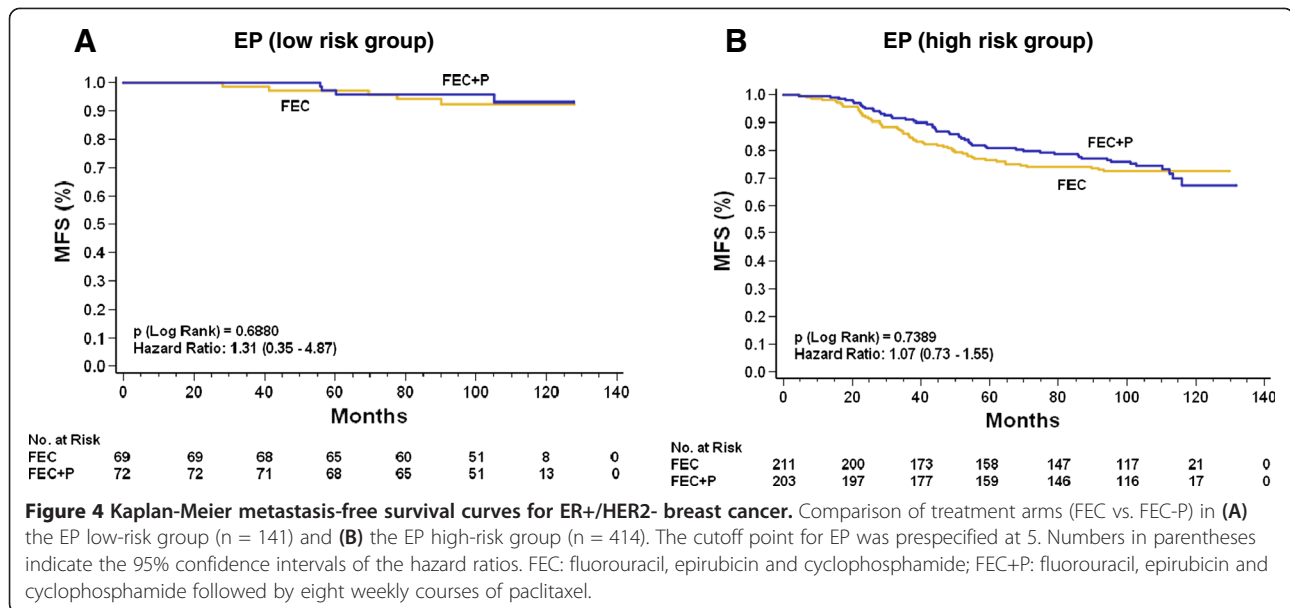 A
EP (low risk group)
FEC+P
FEC
1.0
0.9
0.8
0.7
0.6
0.5
0.4
0.3
0.2
0.1
0.0
MFS (%)
p (Log Rank) = 0.6880
Hazard Ratio: 1.31 (0.35 - 4.87)
0 20 40 60 80 100 120 140
Months
No. at Risk
FEC 69 69 68 65 60 51 8 0
FEC+P 72 72 71 68 65 51 13 0
B
EP (high risk group)
FEC+P
FEC
1.0
0.9
0.8
0.7
0.6
0.5
0.4
0.3
0.2
0.1
0.0
MFS (%)
p (Log Rank) = 0.7389
Hazard Ratio: 1.07 (0.73 - 1.55)
0 20 40 60 80 100 120 140
Months
No. at Risk
FEC 211 200 173 158 147 117 21 0
FEC+P 203 197 177 159 146 116 17 0
Figure 4 Kaplan-Meier metastasis-free survival curves for ER+/HER2- breast cancer. Comparison of treatment arms (FEC vs. FEC-P) in (A)
the EP low-risk group (n = 141) and (B) the EP high-risk group (n = 414). The cutoff point for EP was prespecified at 5. Numbers in parentheses
indicate the 95% confidence intervals of the hazard ratios. FEC: fluorouracil, epirubicin and cyclophosphamide; FEC+P: fluorouracil, epirubicin and
cyclophosphamide followed by eight weekly courses of paclitaxel.